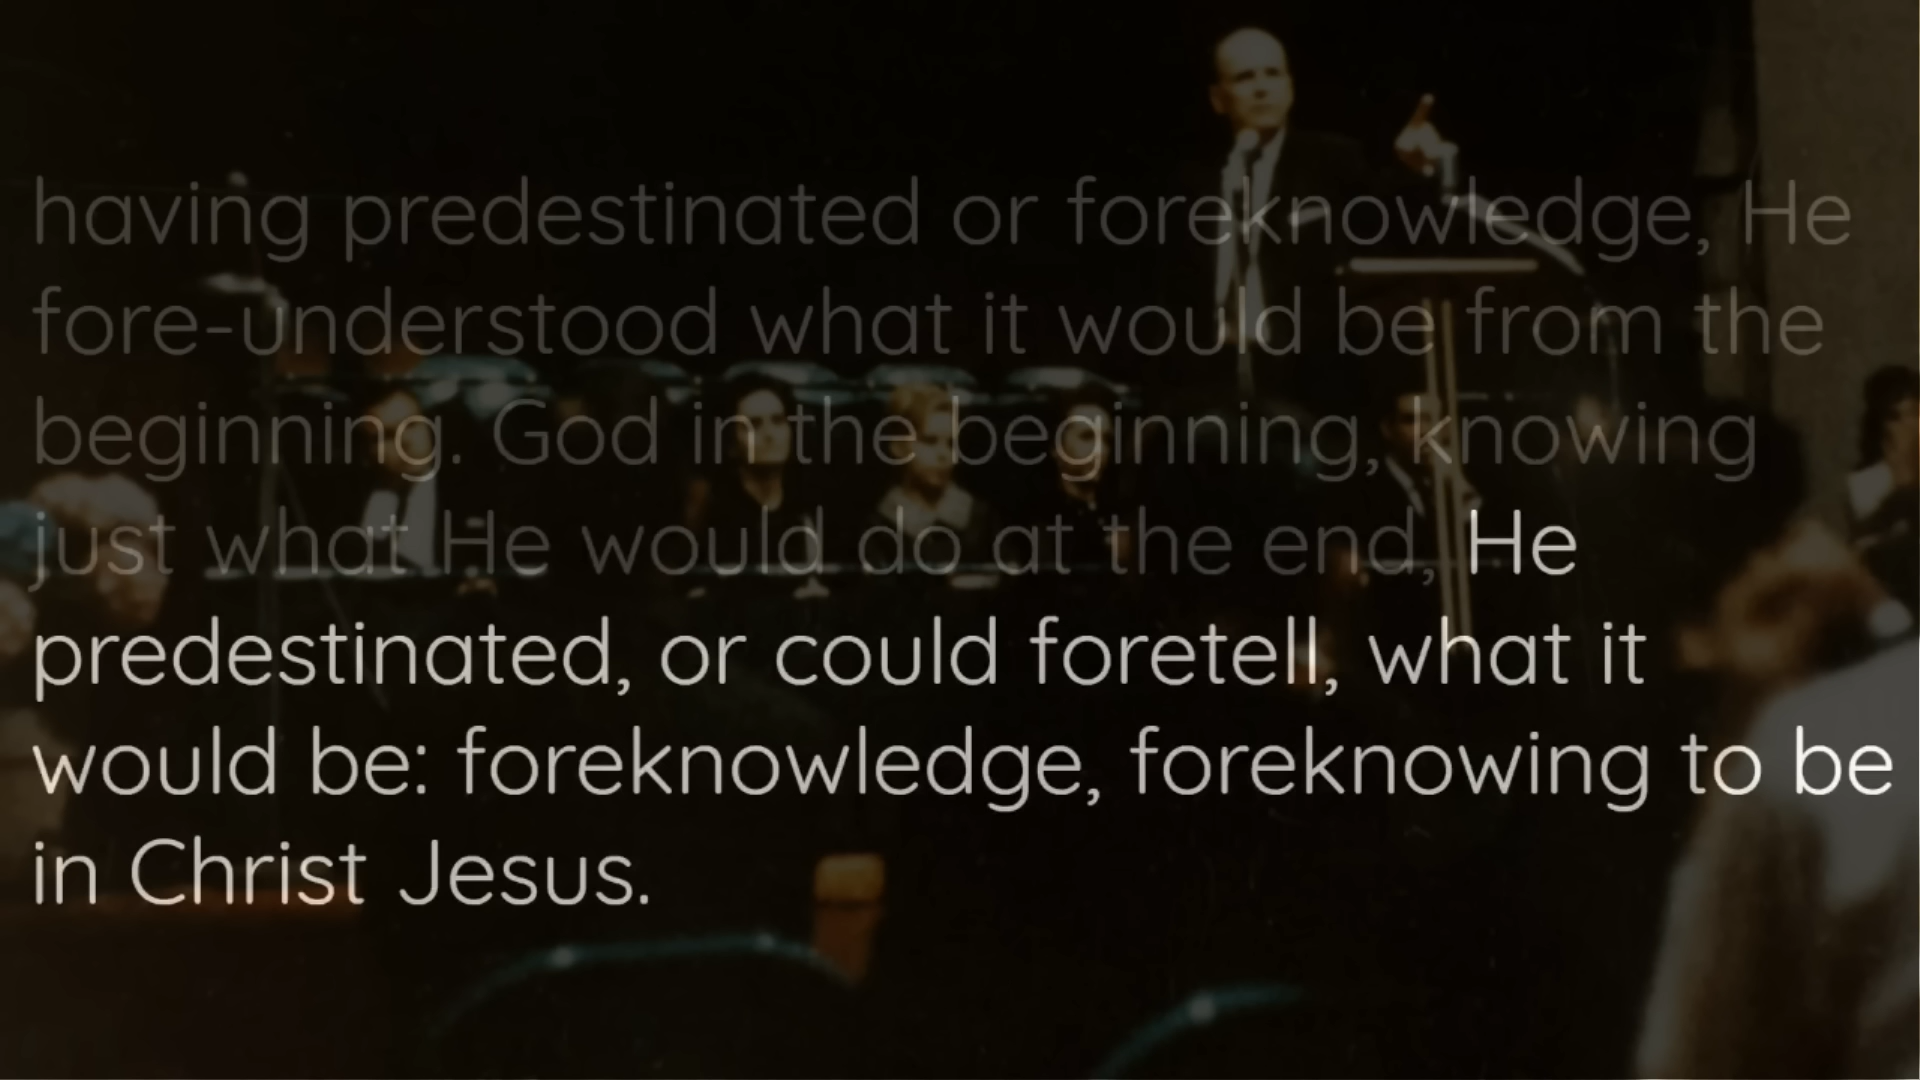 having predestinated or foreknowledge, He
fore-understood what it would be from the
beginning. God in the beginning, knowing
just what He would do at the end, He
predestinated, or could foretell, what it
would be: foreknowledge, foreknowing to be
in Christ Jesus.